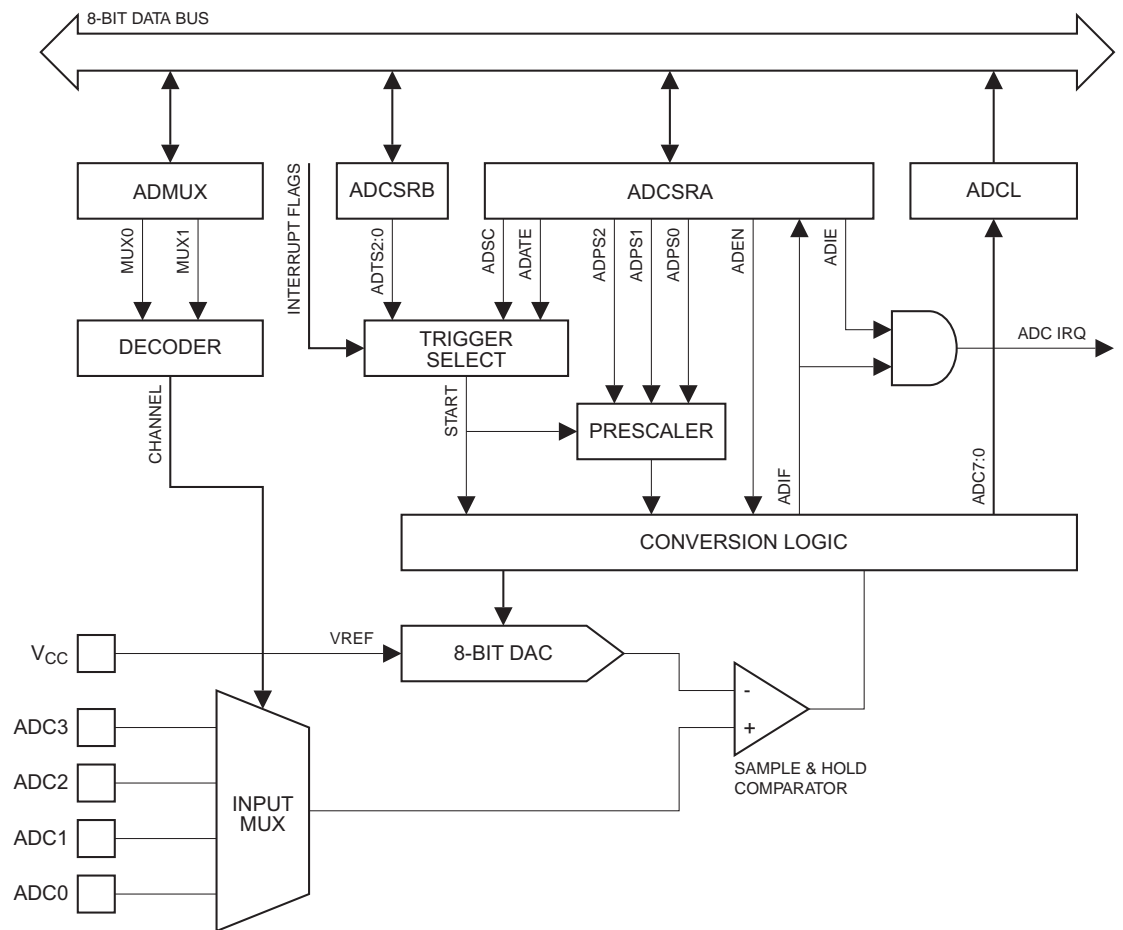 8-BIT DATA BUS
ADMUX
ADCSRB
ADCSRA
ADCL
INTERRUPT FLAGS
MUX0
MUX1
ADTS2:0
ADSC
ADATE
ADPS2
ADPS1
ADPS0
ADEN
ADIE
DECODER
TRIGGER
SELECT
ADC IRQ
CHANNEL
START
PRESCALER
ADIF
ADC7:0
CONVERSION LOGIC
VCC
VREF
8-BIT DAC
-
+
ADC3
ADC2
ADC1
ADC0
INPUT
MUX
SAMPLE & HOLD
COMPARATOR